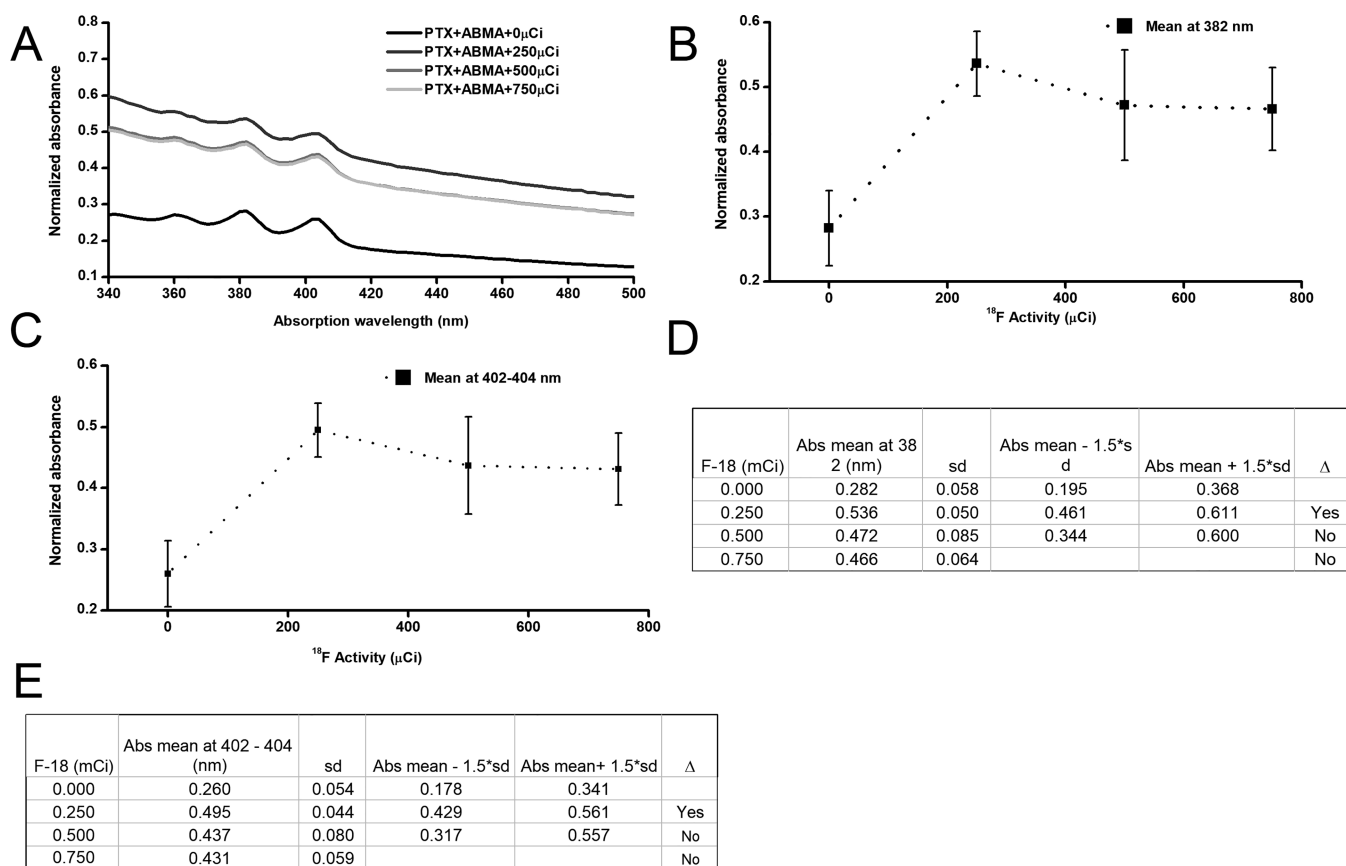 A
0.8
0.7
0.6
0.5
0.4
0.3
0.2
0.1
Normalized absorbance
340 360 380 400 420 440 460 480 500
Absorption wavelength (nm)
PTX+ABMA+0μCi
PTX+ABMA+250μCi
PTX+ABMA+500μCi
PTX+ABMA+750μCi
B
0.6
0.5
0.4
0.3
0.2
Normalized absorbance
0 200 400 600 800
18F Activity (μCi)
Mean at 382 nm
C
0.6
0.5
0.4
0.3
0.2
Normalized absorbance
0 200 400 600 800
18F Activity (μCi)
Mean at 402-404 nm
D
F-18 (mCi) Abs mean at 38
2 (nm) sd Abs mean - 1.5*s
d Abs mean + 1.5*sd Δ
0.000 0.282 0.058 0.195 0.368
0.250 0.536 0.050 0.461 0.611 Yes
0.500 0.472 0.085 0.344 0.600 No
0.750 0.466 0.064 No
E
Abs mean at 402 - 404
F-18 (mCi) (nm) sd Abs mean - 1.5*sd Abs mean+ 1.5*sd Δ
0.000 0.260 0.054 0.178 0.341
0.250 0.495 0.044 0.429 0.561 Yes
0.500 0.437 0.080 0.317 0.557 No
0.750 0.431 0.059 No